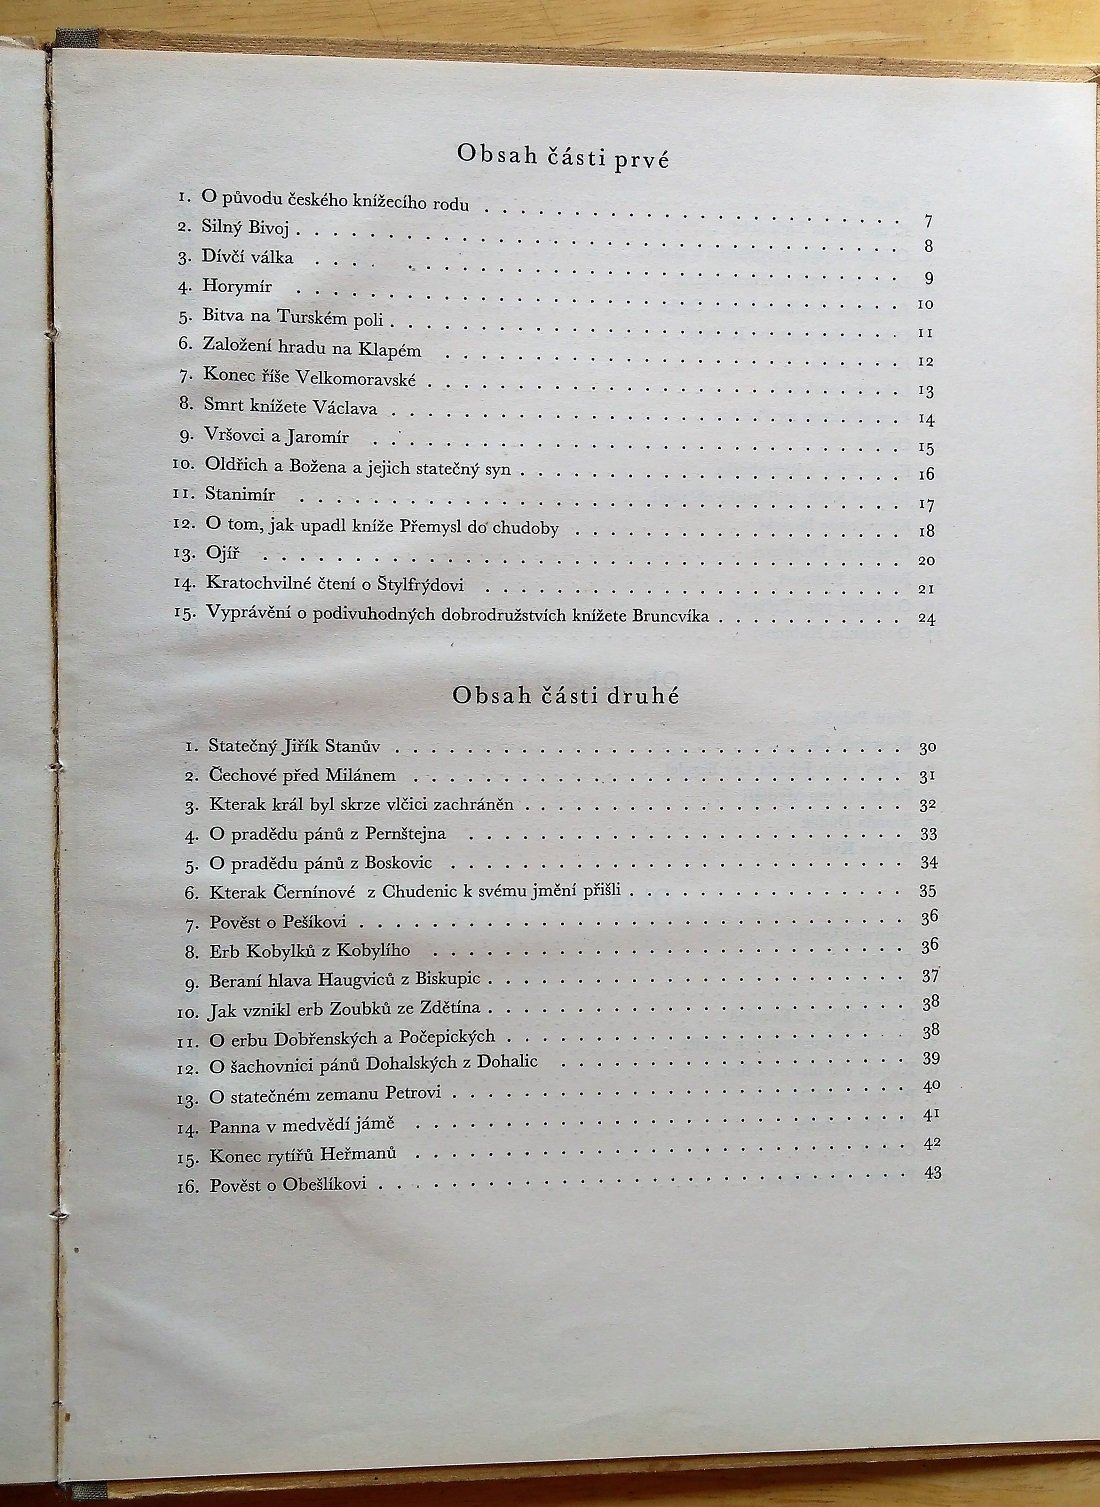 Obsah části prvé
1. O původu českého knížecího rodu . . . . . . . . . . . . . . . . . . . . . . . . 7
2. Silný Bivoj . . . . . . . . . . . . . . . . . . . . . . . . . . . . . . . . . . 8
3. Dívčí válka . . . . . . . . . . . . . . . . . . . . . . . . . . . . . . . . 9
4. Horymír . . . . . . . . . . . . . . . . . . . . . . . . . . . . . . . . . . 10
5. Bitva na Turském poli . . . . . . . . . . . . . . . . . . . . . . . . . . . . 11
6. Založení hradu na Klapém . . . . . . . . . . . . . . . . . . . . . . . . . . 12
7. Konec říše Velkomoravské . . . . . . . . . . . . . . . . . . . . . . . . . . 13
8. Smrt knížete Václava . . . . . . . . . . . . . . . . . . . . . . . . . . . . 14
9. Vršovci a Jaromír . . . . . . . . . . . . . . . . . . . . . . . . . . . . . 15
10. Oldřich a Božena a jejich statečný syn . . . . . . . . . . . . . . . . . . . . . 16
11. Stanimír . . . . . . . . . . . . . . . . . . . . . . . . . . . . . . . . . 17
12. O tom, jak upadl kníže Přemysl do chudoby . . . . . . . . . . . . . . . . . . 18
13. Ojíř . . . . . . . . . . . . . . . . . . . . . . . . . . . . . . . . . . . 20
14. Kratochvilné čtení o Štylfrýdovi . . . . . . . . . . . . . . . . . . . . . . . 21
15. Vyprávění o podivuhodných dobrodružstvích knížete Bruncvíka . . . . . . . . . . 24
Obsah části druhé
1. Statečný Jiřík Stanův . . . . . . . . . . . . . . . . . . . . . . . . . . . . 30
2. Čechové před Milánem . . . . . . . . . . . . . . . . . . . . . . . . . . . 31
3. Kterak král byl skrze vlčici zachráněn . . . . . . . . . . . . . . . . . . . . . 32
4. O pradědu pánů z Pernštejna . . . . . . . . . . . . . . . . . . . . . . . . 33
5. O pradědu pánů z Boskovic . . . . . . . . . . . . . . . . . . . . . . . . . 34
6. Kterak Černínové z Chudenic k svému jmění přišli . . . . . . . . . . . . . . . 35
7. Pověst o Pešíkovi . . . . . . . . . . . . . . . . . . . . . . . . . . . . . . 36
8. Erb Kobylků z Kobylího . . . . . . . . . . . . . . . . . . . . . . . . . . 36
9. Beraní hlava Haugviců z Biskupic . . . . . . . . . . . . . . . . . . . . . . . 37
10. Jak vznikl erb Zoubků ze Zdětína . . . . . . . . . . . . . . . . . . . . . . . 38
11. O erbu Dobřenských a Počepických . . . . . . . . . . . . . . . . . . . . . 38
12. O šachovnici pánů Dohalských z Dohalic . . . . . . . . . . . . . . . . . . . 39
13. O statečném zemanu Petrovi . . . . . . . . . . . . . . . . . . . . . . . . . 40
14. Panna v medvědí jámě . . . . . . . . . . . . . . . . . . . . . . . . . . . 41
15. Konec rytířů Heřmanů . . . . . . . . . . . . . . . . . . . . . . . . . . . 42
16. Pověst o Obešlíkovi . . . . . . . . . . . . . . . . . . . . . . . . . . . . . 43